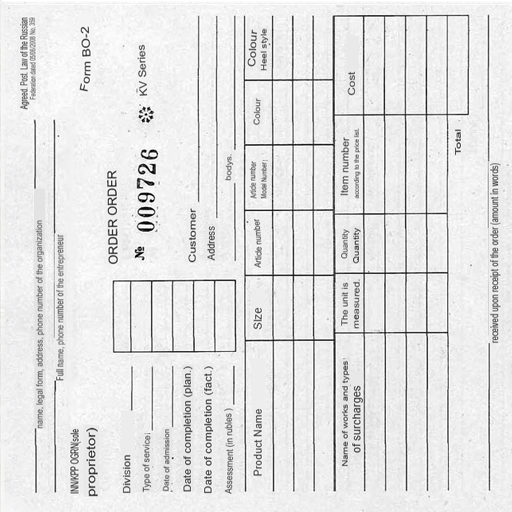 Agreed. Post. Law of the Russian
Federation dated 05/06/2008 No. 359
name, legal form, address, phone number of the organization
INN/KPP OGRN(sole
proprietor)
Full name, phone number of the entrepreneur
Form BO-2
ORDER ORDER
№ 009726 KV Series
Division
Type of service:
Date of admission
Date of completion (plan.)
Date of completion (fact.)
Assessment (in rubles )
Customer
Address
bodys.
Product Name
SIze
Article number
Article number
Model Number:
Colour
Colour
Heel style
Name of works and types
of surcharges
The unit is
measured.
Quantity
Quantity
Item number
according to the price list.
Cost
Total
received upon receipt of the order (amount in words)